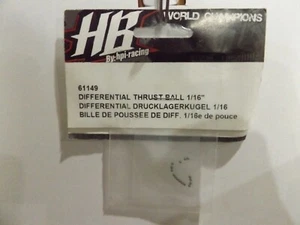 HB
WORLD CHAMPIONS
By: hpi-racing
61149
DIFFERENTIAL THRUST BALL 1/16"
DIFFERENTIAL DRUCKLAGERKUGEL 1/16
BILLE DE POUSSEE DE DIFF. 1/16e de pouce